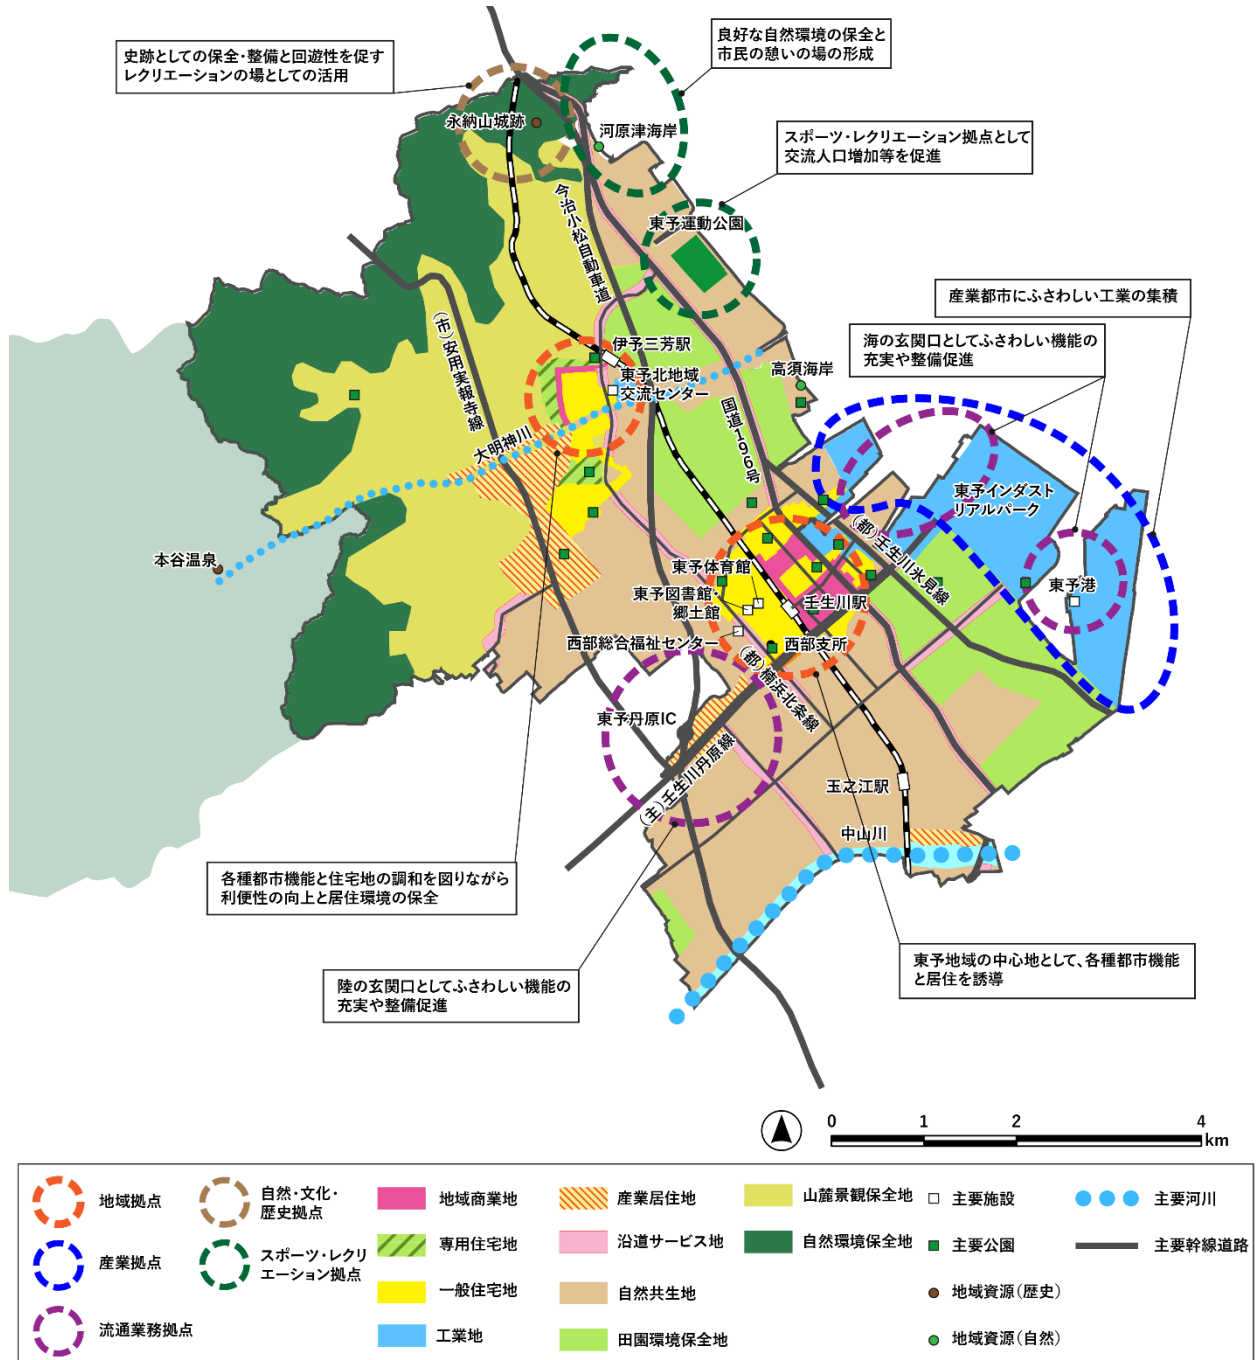 史跡としての保全・整備と回遊性を促す
レクリエーションの場としての活用
良好な自然環境の保全と
市民の憩いの場の形成
スポーツ・レクリエーション拠点として
交流人口増加等を促進
永納山城跡
河原津海岸
東予運動公園
今治小松自動車道
産業都市にふさわしい工業の集積
海の玄関口としてふさわしい機能の
充実や整備促進
(市)安用実報寺線
伊予三芳駅
東予北地域
交流センター
高須海岸
国道196号
大明神川
東予インダスト
リアルパーク
(都)壬生川氷見線
本谷温泉
東予体育館
東予図書館・
郷土館
壬生川駅
東予港
西部総合福祉センター
西部支所
(都)楠浜北条線
東予丹原IC
(主)壬生川丹原線
玉之江駅
中山川
各種都市機能と住宅地の調和を図りながら
利便性の向上と居住環境の保全
陸の玄関口としてふさわしい機能の
充実や整備促進
東予地域の中心地として、各種都市機能
と居住を誘導
0 1 2 4
km
地域拠点
産業拠点
流通業務拠点
自然・文化・
歴史拠点
スポーツ・レクリ
エーション拠点
地域商業地
専用住宅地
一般住宅地
工業地
産業居住地
沿道サービス地
自然共生地
田園環境保全地
山麓景観保全地
自然環境保全地
主要施設
主要公園
地域資源(歴史)
地域資源(自然)
主要河川
主要幹線道路